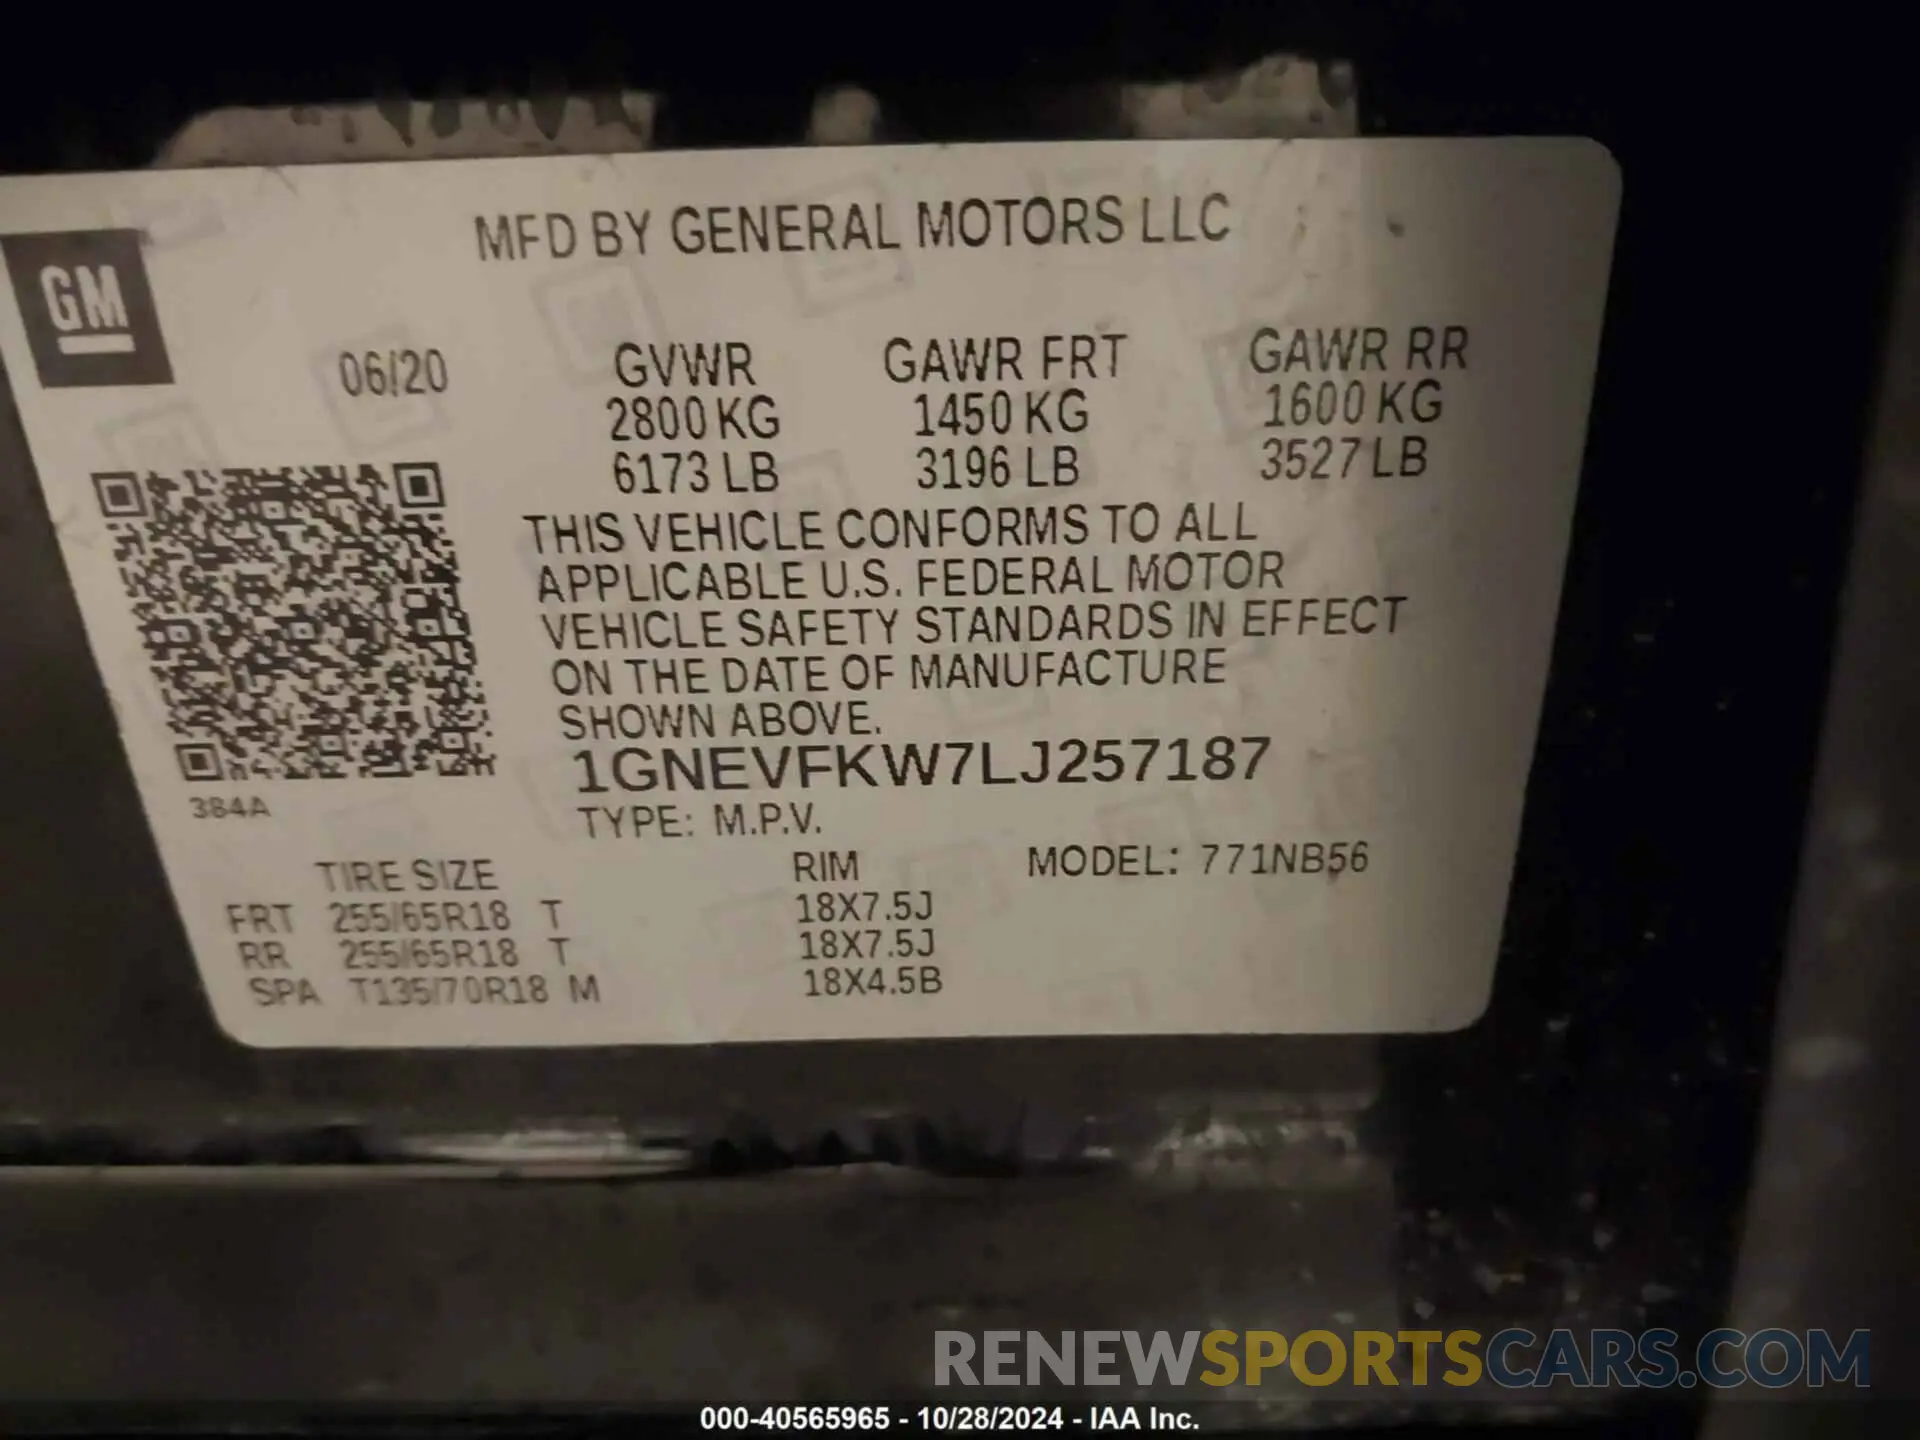 MFD BY GENERAL MOTORS LLC
GM
06/20 GVWR GAWR FRT GAWR RR
2800 KG 1450 KG 1600 KG
6173 LB 3196 LB 3527 LB
THIS VEHICLE CONFORMS TO ALL
APPLICABLE U.S. FEDERAL MOTOR
VEHICLE SAFETY STANDARDS IN EFFECT
ON THE DATE OF MANUFACTURE
SHOWN ABOVE.
1GNEVFKW7LJ257187
384A
TYPE: M.P.V.
TIRE SIZE RIM MODEL: 771NB56
FRT 255/65R18 T 18X7.5J
RR 255/65R18 T 18X7.5J
SPA T135/70R18 M 18X4.5B
RENEWSPORTSCARS.COM
000-40565965 - 10/28/2024 - IAA Inc.